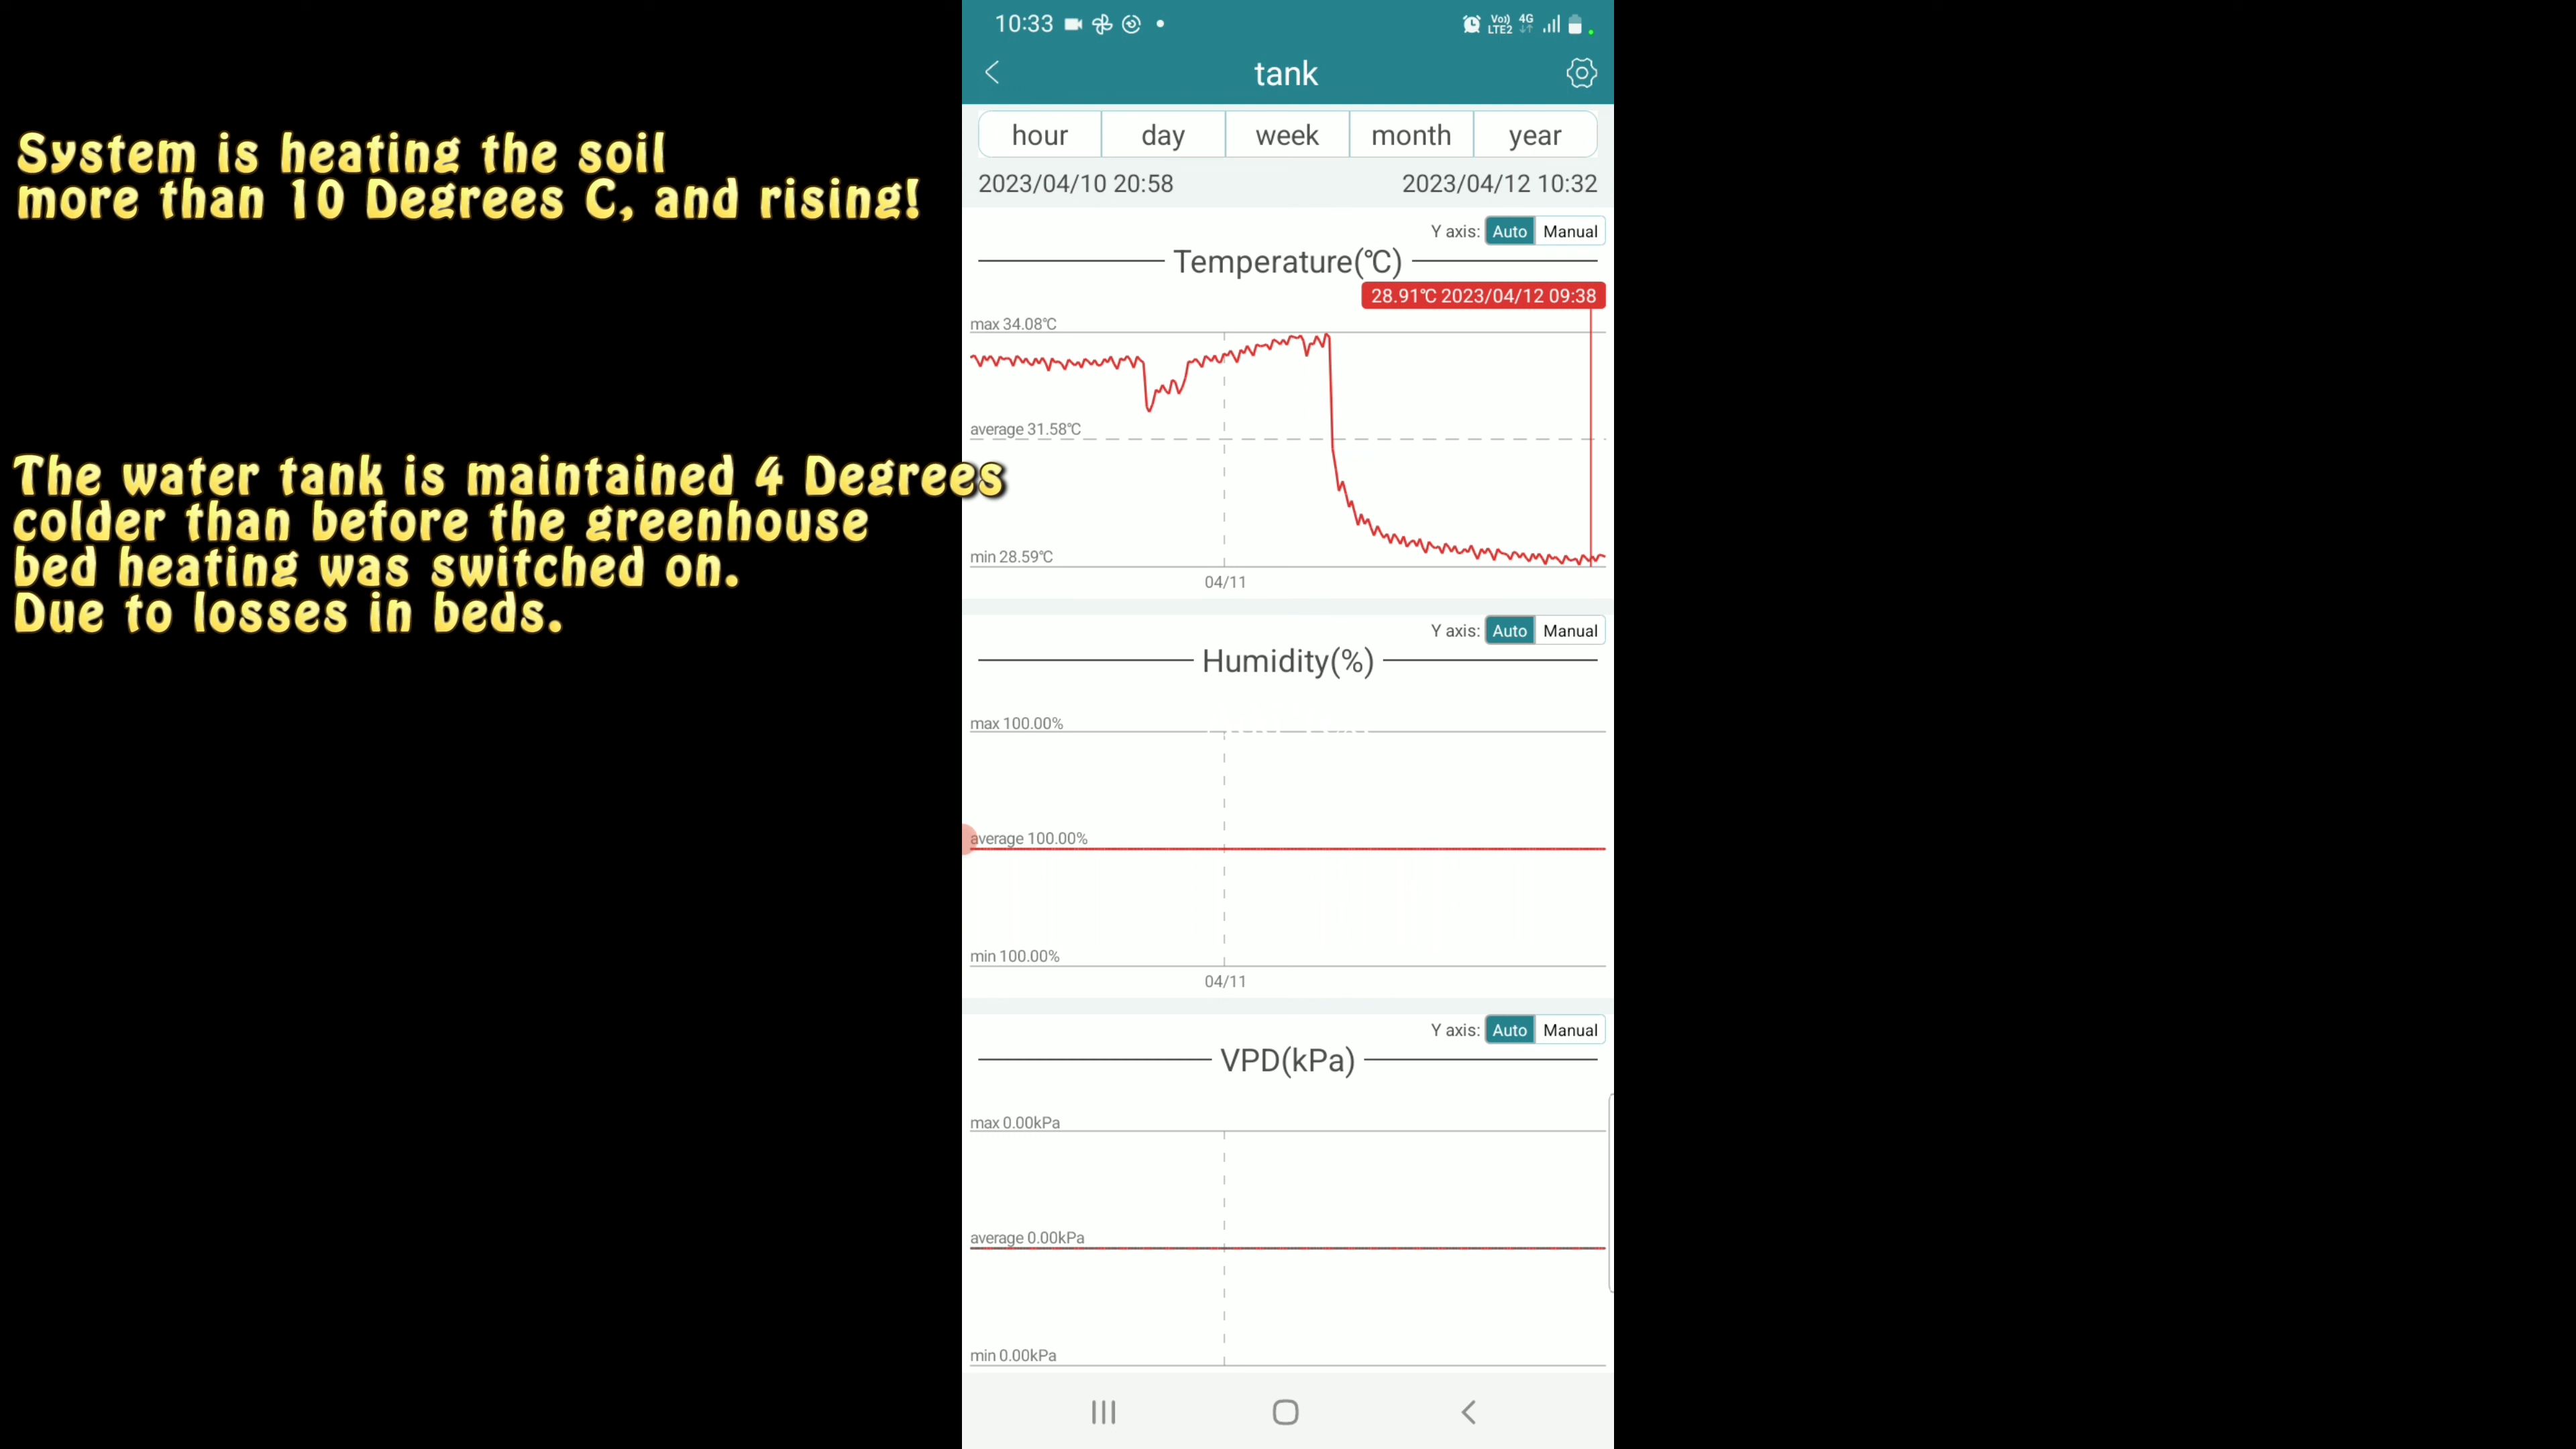 System is heating the soil
more than 10 Degrees C, and rising!
The water tank is maintained 4 Degrees
colder than before the greenhouse
bed heating was switched on.
Due to losses in beds.
10:33
Vo)) LTE2 4G
tank
hour day week month year
2023/04/10 20:58 2023/04/12 10:32
Y axis: Auto Manual
Temperature(℃)
28.91℃ 2023/04/12 09:38
max 34.08℃
average 31.58℃
min 28.59℃
04/11
Y axis: Auto Manual
Humidity(%)
max 100.00%
average 100.00%
min 100.00%
04/11
Y axis: Auto Manual
VPD(kPa)
max 0.00kPa
average 0.00kPa
min 0.00kPa